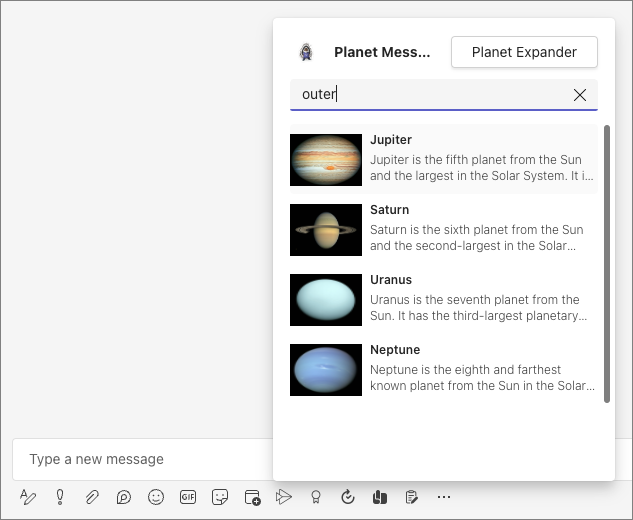 Planet Mess...
Planet Expander
outer
Jupiter
Jupiter is the fifth planet from the Sun
and the largest in the Solar System. It i...
Saturn
Saturn is the sixth planet from the Sun
and the second-largest in the Solar...
Uranus
Uranus is the seventh planet from the
Sun. It has the third-largest planetary...
Neptune
Neptune is the eighth and farthest
known planet from the Sun in the Solar...
Type a new message
GIF